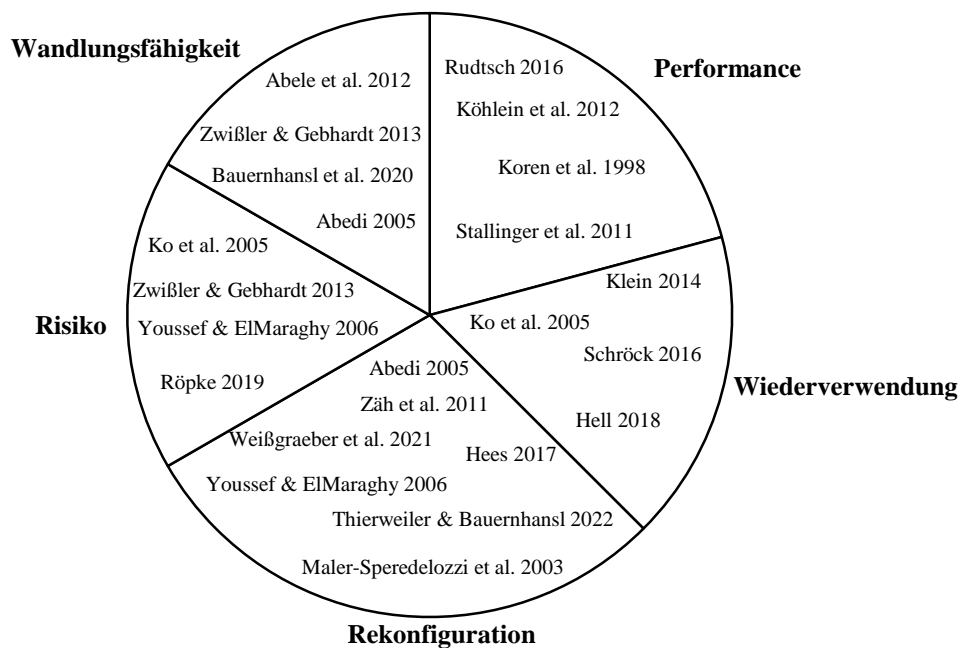 Wandlungsfähigkeit
Abele et al. 2012
Zwißler & Gebhardt 2013
Bauernhansl et al. 2020
Abedi 2005
Performance
Rudtsch 2016
Köhlein et al. 2012
Koren et al. 1998
Stallinger et al. 2011
Wiederverwendung
Klein 2014
Ko et al. 2005
Schröck 2016
Hell 2018
Risiko
Ko et al. 2005
Zwißler & Gebhardt 2013
Youssef & ElMaraghy 2006
Röpke 2019
Abedi 2005
Zäh et al. 2011
Weißgraeber et al. 2021
Hees 2017
Youssef & ElMaraghy 2006
Thierweiler & Bauernhansl 2022
Maler-Speredelozzi et al. 2003
Rekonfiguration